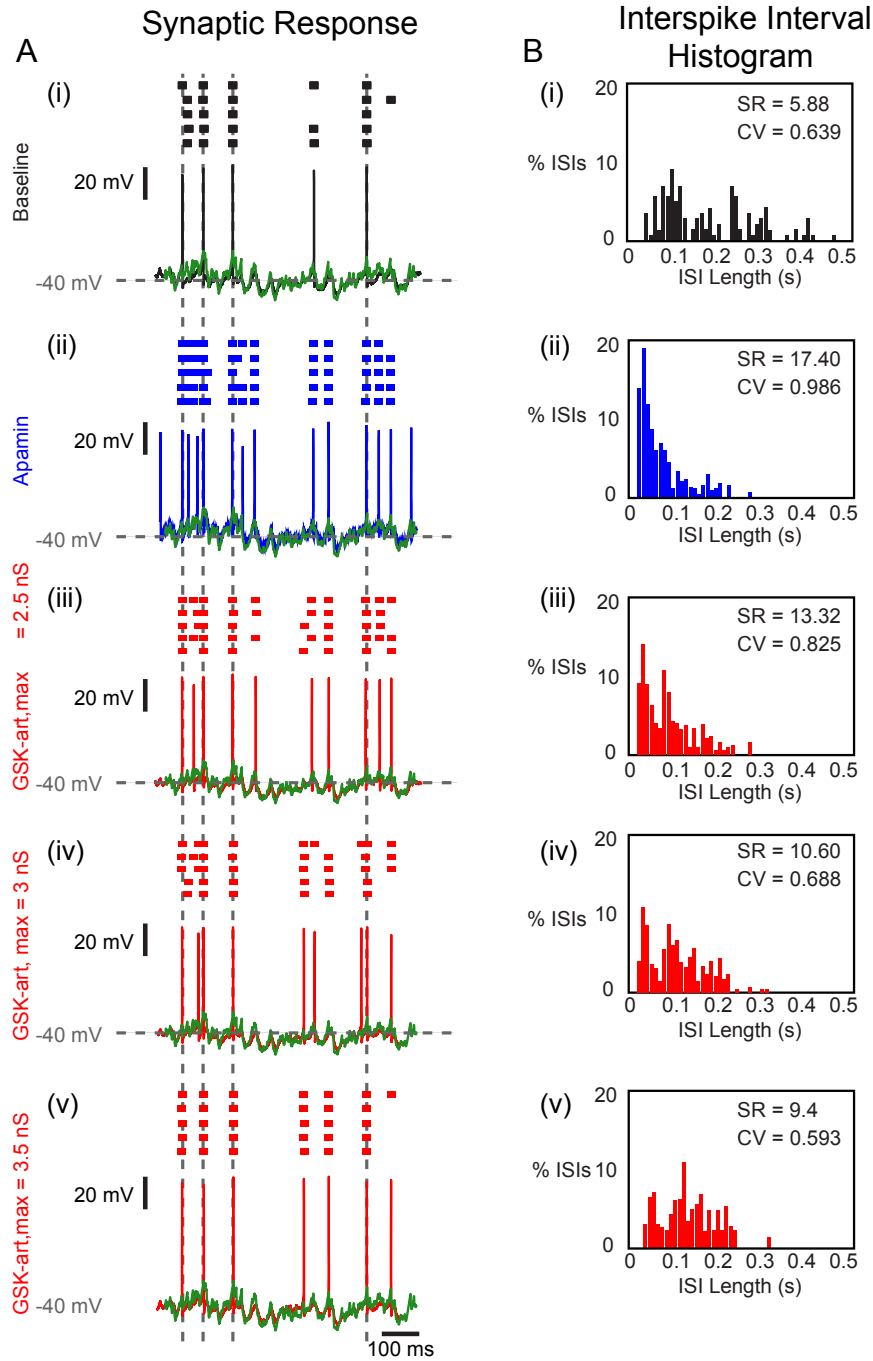 Synaptic Response
Interspike Interval
Histogram
A
B
(i)
Baseline
20 mV
-40 mV
(i)
20
% ISIs
10
0
SR = 5.88
CV = 0.639
0 0.1 0.2 0.3 0.4 0.5
ISI Length (s)
(ii)
Apamin
20 mV
-40 mV
(ii)
20
% ISIs
10
0
SR = 17.40
CV = 0.986
0 0.1 0.2 0.3 0.4 0.5
ISI Length (s)
(iii)
GSK-art,max = 2.5 nS
20 mV
-40 mV
(iii)
20
% ISIs
10
0
SR = 13.32
CV = 0.825
0 0.1 0.2 0.3 0.4 0.5
ISI Length (s)
(iv)
GSK-art, max = 3 nS
20 mV
-40 mV
(iv)
20
% ISIs
10
0
SR = 10.60
CV = 0.688
0 0.1 0.2 0.3 0.4 0.5
ISI Length (s)
(v)
GSK-art,max = 3.5 nS
20 mV
-40 mV
100 ms
(v)
20
% ISIs
10
0
SR = 9.4
CV = 0.593
0 0.1 0.2 0.3 0.4 0.5
ISI Length (s)